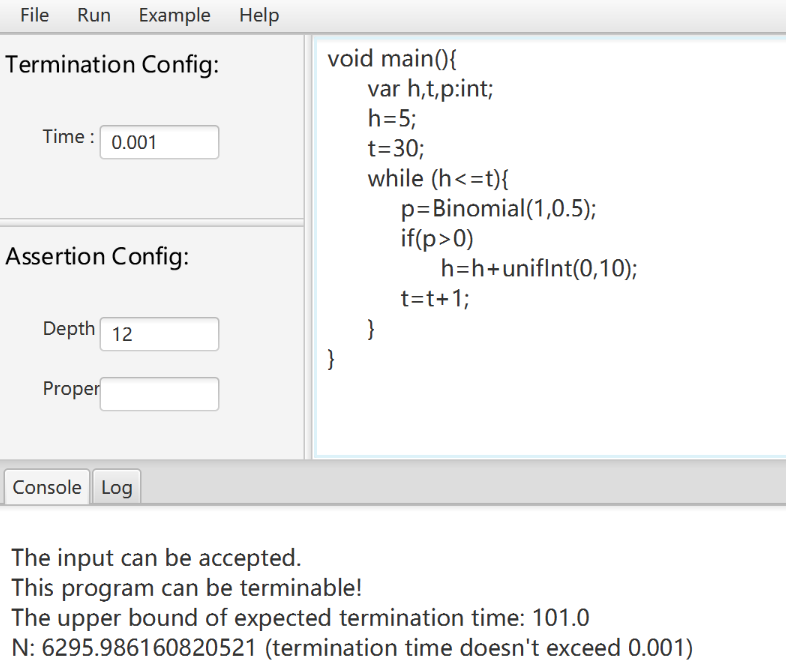 File Run Example Help
Termination Config:
Time : 0.001
Assertion Config:
Depth 12
Proper
void main(){
var h,t,p:int;
h=5;
t=30;
while (h<=t){
p=Binomial(1,0.5);
if(p>0)
h=h+unifInt(0,10);
t=t+1;
}
}
Console Log
The input can be accepted.
This program can be terminable!
The upper bound of expected termination time: 101.0
N: 6295.986160820521 (termination time doesn't exceed 0.001)